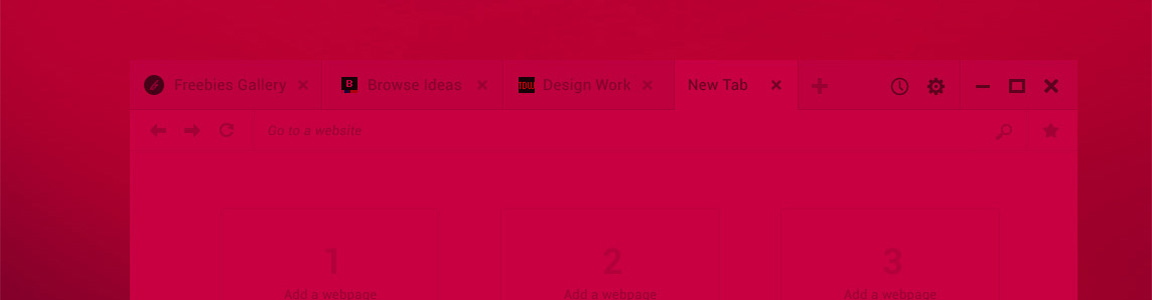 Freebies Gallery B Browse Ideas Design Work New Tab
Go to a website
1 2 3
Add a webpage Add a webpage Add a webpage